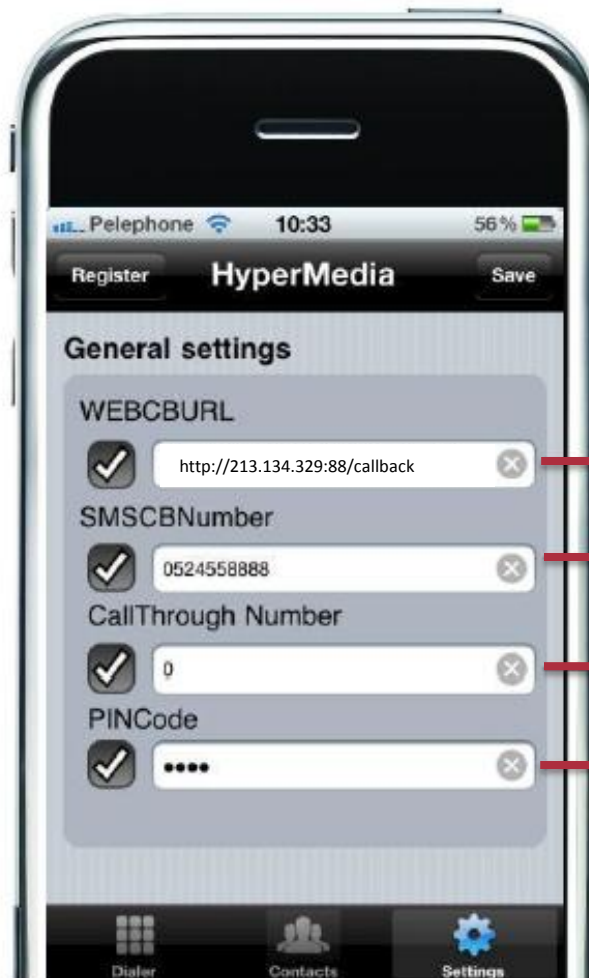 Pelephone 10:33 56%
Register HyperMedia Save
General settings
WEBCBURL
http://213.134.329:88/callback
SMSCBNumber
0524558888
CallThrough Number
0
PINCode
••••
Dialer Contacts Settings